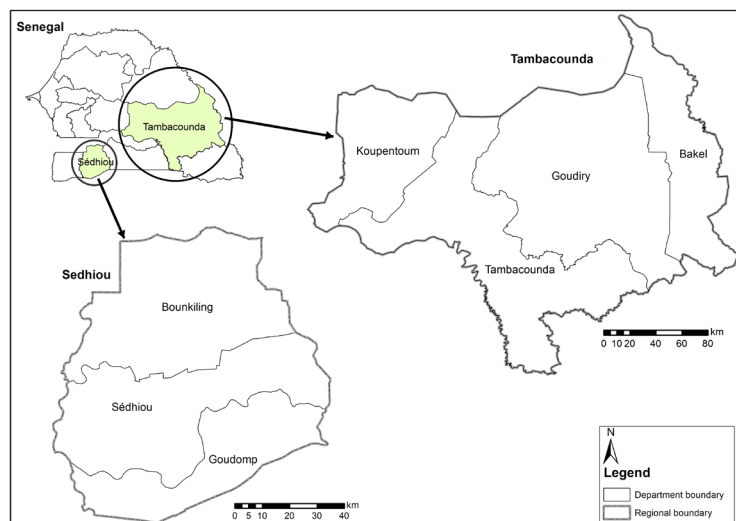 Senegal
Tambacounda
Sédhiou
Tambacounda
Koupentoum
Goudiry
Bakel
Tambacounda
km
0 10 20 40 60 80
Sedhiou
Bounkiling
Sédhiou
Goudomp
km
0 5 10 20 30 40
N
Legend
Department boundary
Regional boundary